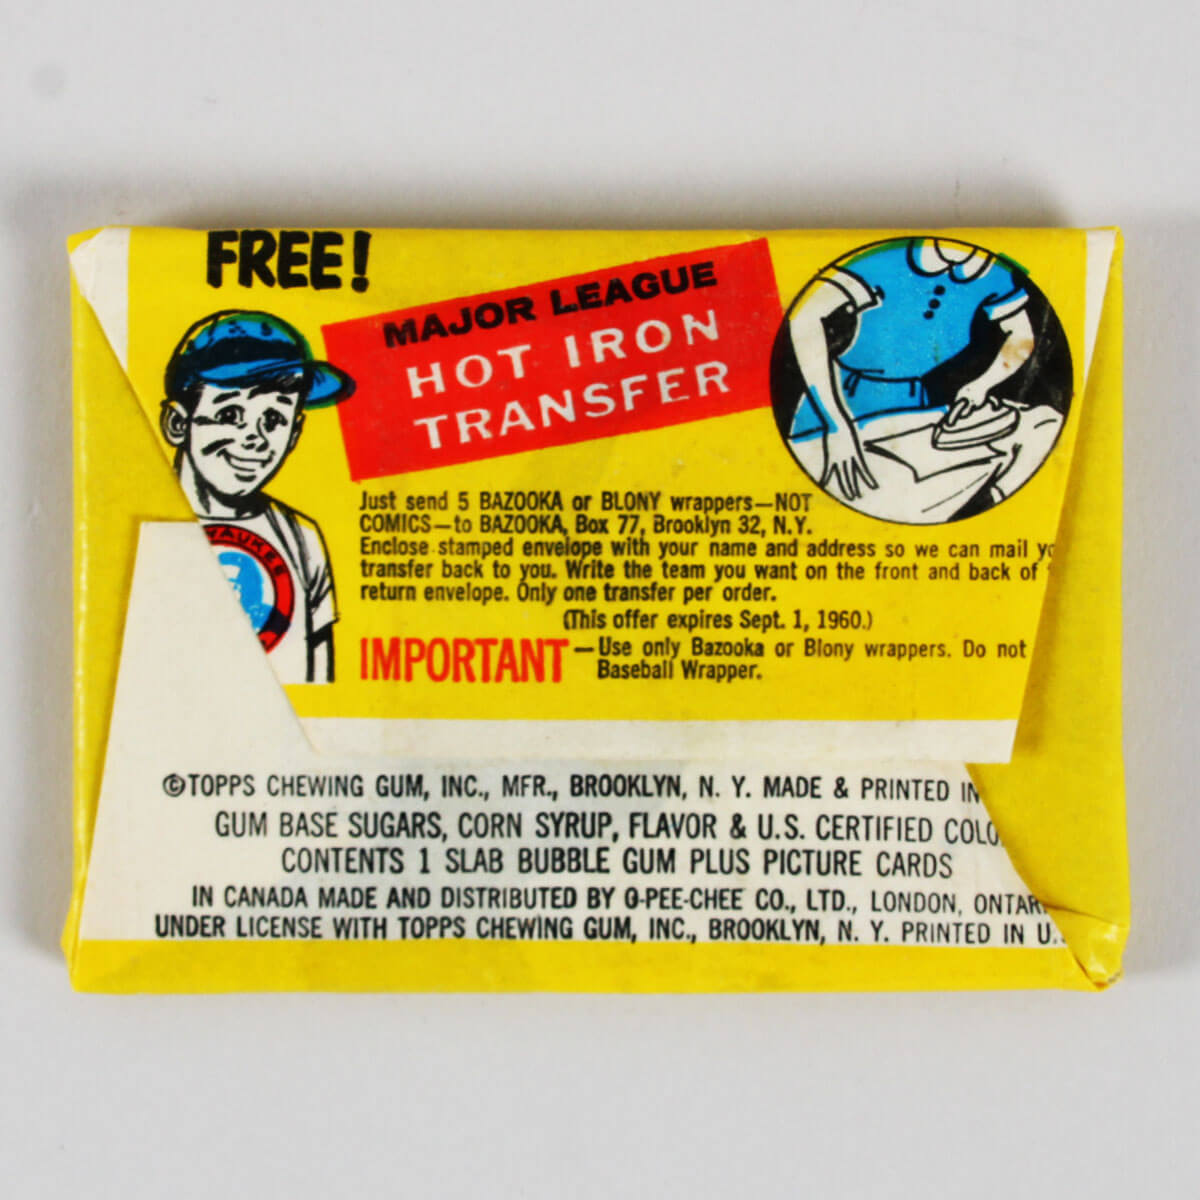 FREE!
MAJOR LEAGUE
HOT IRON
TRANSFER
Just send 5 BAZOOKA or BLONY wrappers—NOT
COMICS—to BAZOOKA, Box 77, Brooklyn 32, N.Y.
Enclose stamped envelope with your name and address so we can mail yo
transfer back to you. Write the team you want on the front and back of
return envelope. Only one transfer per order.
(This offer expires Sept. 1, 1960.)
IMPORTANT—Use only Bazooka or Blony wrappers. Do not
Baseball Wrapper.
WAUKEE
©TOPPS CHEWING GUM, INC., MFR., BROOKLYN, N. Y. MADE & PRINTED IN
GUM BASE SUGARS, CORN SYRUP, FLAVOR & U.S. CERTIFIED COLO
CONTENTS 1 SLAB BUBBLE GUM PLUS PICTURE CARDS
IN CANADA MADE AND DISTRIBUTED BY O-PEE-CHEE CO., LTD., LONDON, ONTAR
UNDER LICENSE WITH TOPPS CHEWING GUM, INC., BROOKLYN, N. Y. PRINTED IN U.